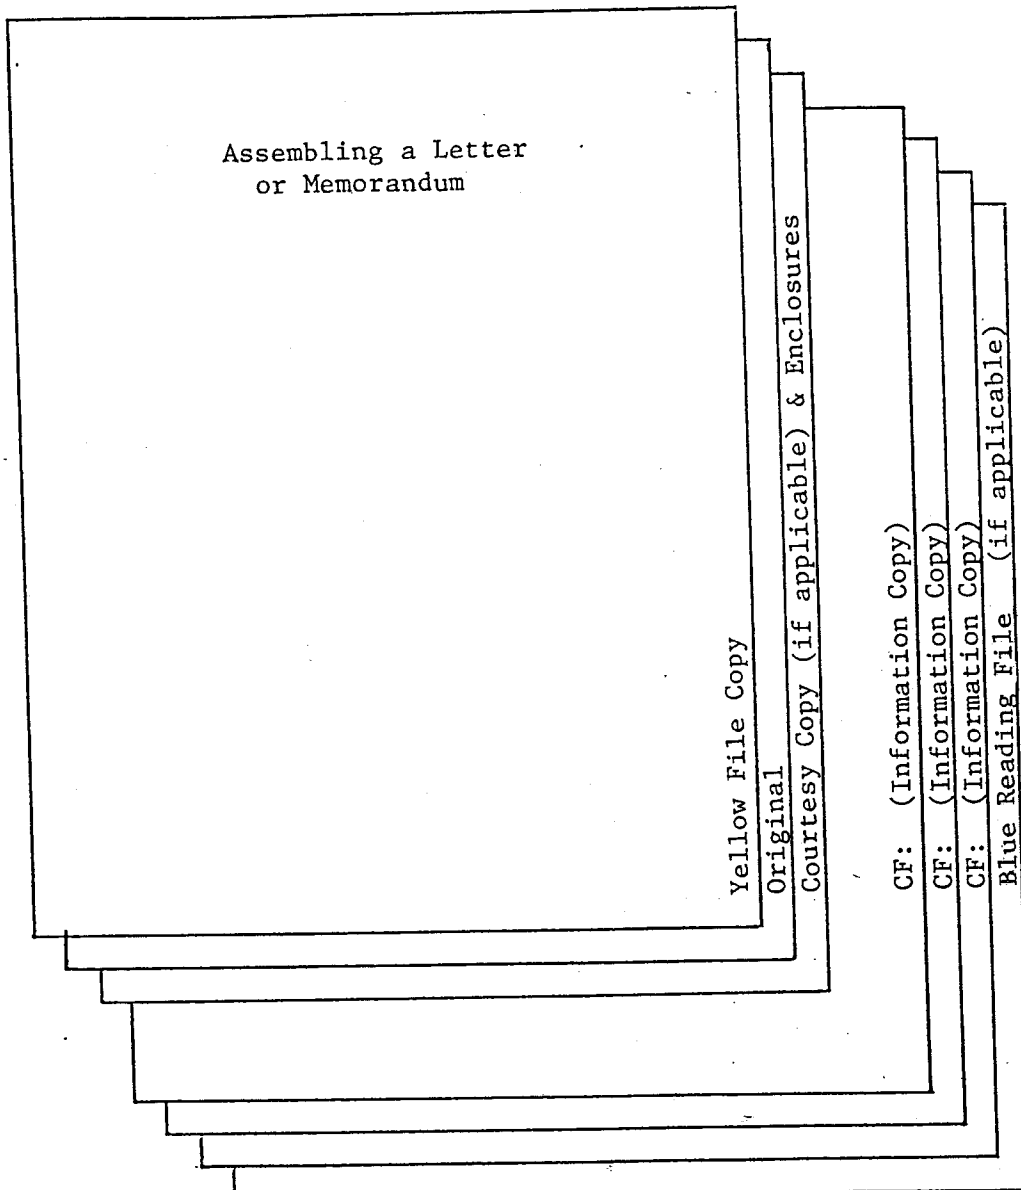 Assembling a Letter
or Memorandum
Yellow File Copy
Original
Courtesy Copy (if applicable) & Enclosures
CF: (Information Copy)
CF: (Information Copy)
CF: (Information Copy)
Blue Reading File (if applicable)